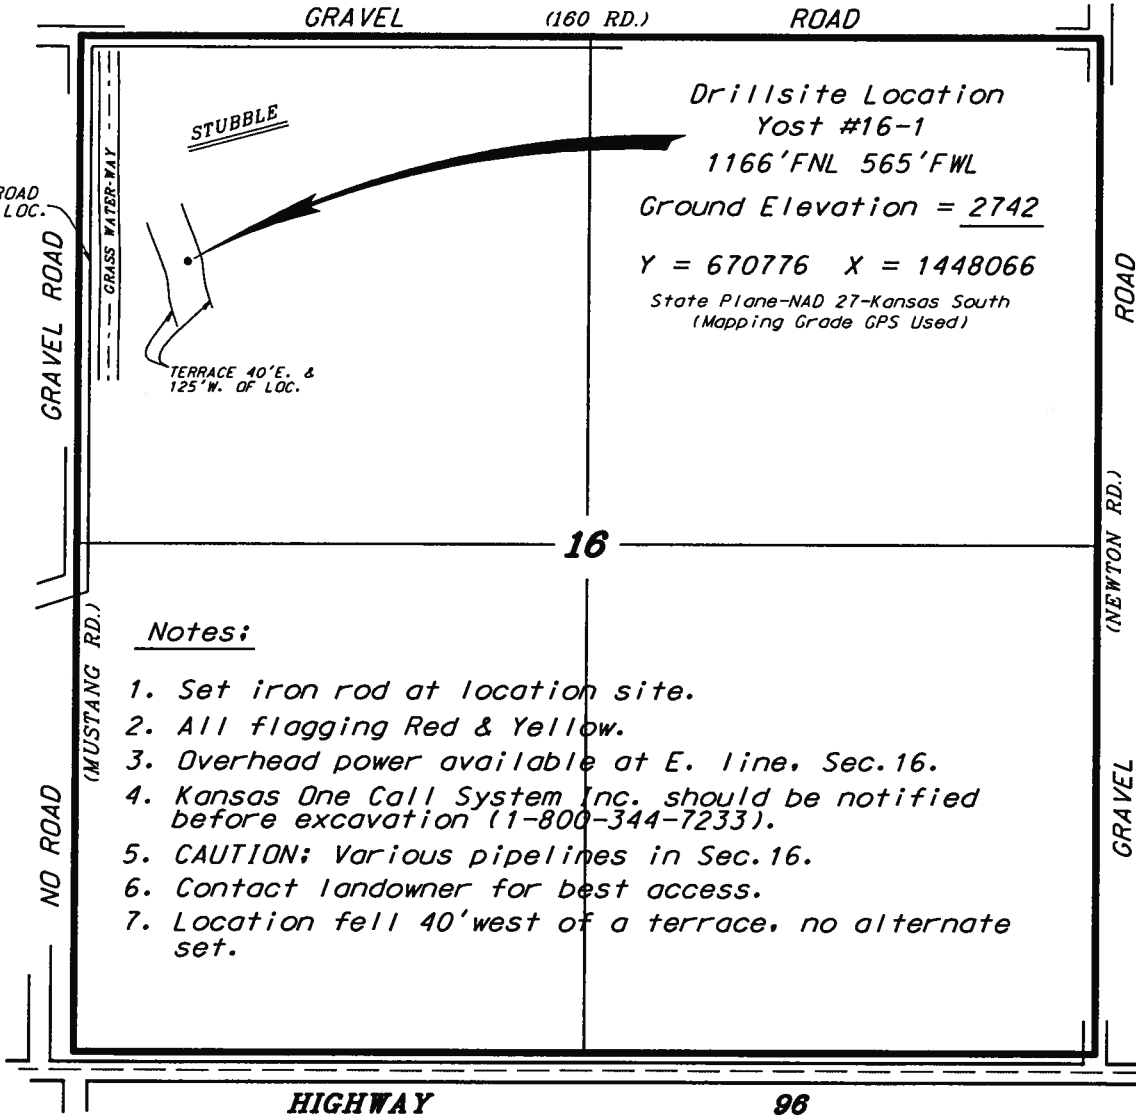 GRAVEL (160 RD.) ROAD
STUBBLE
Drillsite Location
Yost #16-1
1166'FNL 565'FWL
Ground Elevation = 2742
Y = 670776 X = 1448066
State Plane-NAD 27-Kansas South
(Mapping Grade GPS Used)
GRASS WATER-WAY
ROAD
LOC.
GRAVEL ROAD
TERRACE 40'E. &
125'W. OF LOC.
ROAD
(NEWTON RD.)
GRAVEL
16
(MUSTANG RD.)
NO ROAD
Notes:
1. Set iron rod at location site.
2. All flagging Red & Yellow.
3. Overhead power available at E. line, Sec.16.
4. Kansas One Call System Inc. should be notified
before excavation (1-800-344-7233).
5. CAUTION: Various pipelines in Sec.16.
6. Contact landowner for best access.
7. Location fell 40'west of a terrace, no alternate
set.
HIGHWAY 96